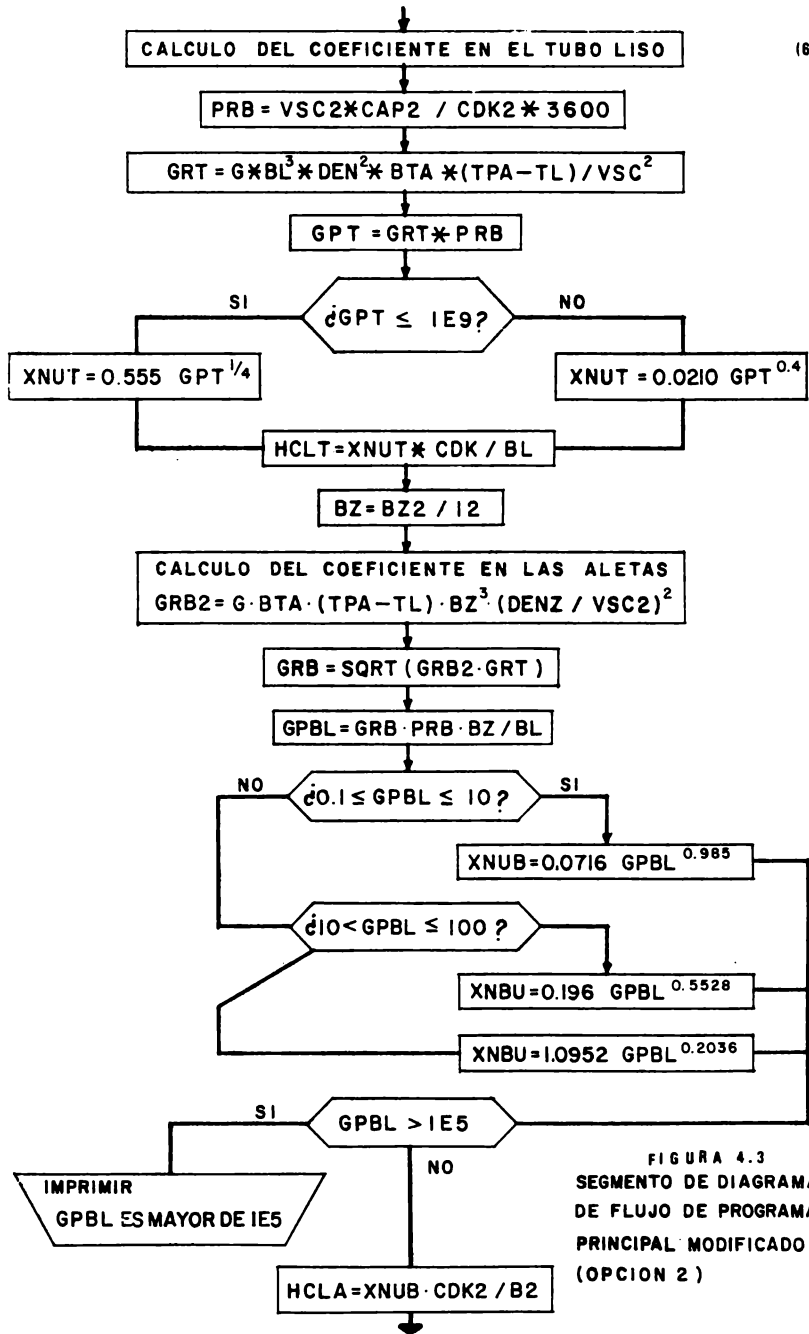 CALCULO DEL COEFICIENTE EN EL TUBO LISO
(6
PRB = VSC2*CAP2 / CDK2 * 3600
GRT = G*BL³* DEN²* BTA *(TPA-TL)/VSC²
GPT = GRT* PRB
SI
¿GPT ≤ 1E9?
NO
XNUT = 0.555 GPT^1/4
XNUT = 0.0210 GPT^0.4
HCLT = XNUT* CDK / BL
BZ = BZ2 / 12
CALCULO DEL COEFICIENTE EN LAS ALETAS
GRB2 = G·BTA·(TPA-TL)·BZ³·(DENZ / VSC2)²
GRB = SQRT (GRB2·GRT)
GPBL = GRB·PRB·BZ/BL
NO
¿0.1 ≤ GPBL ≤ 10?
SI
XNUB = 0.0716 GPBL^0.985
¿10 < GPBL ≤ 100?
XNBU = 0.196 GPBL^0.5528
XNBU = 1.0952 GPBL^0.2036
SI
GPBL > 1E5
NO
IMPRIMIR
GPBL ES MAYOR DE 1E5
FIGURA 4.3
SEGMENTO DE DIAGRAMA
DE FLUJO DE PROGRAMA
PRINCIPAL MODIFICADO
(OPCION 2)
HCLA = XNUB·CDK2 / B2